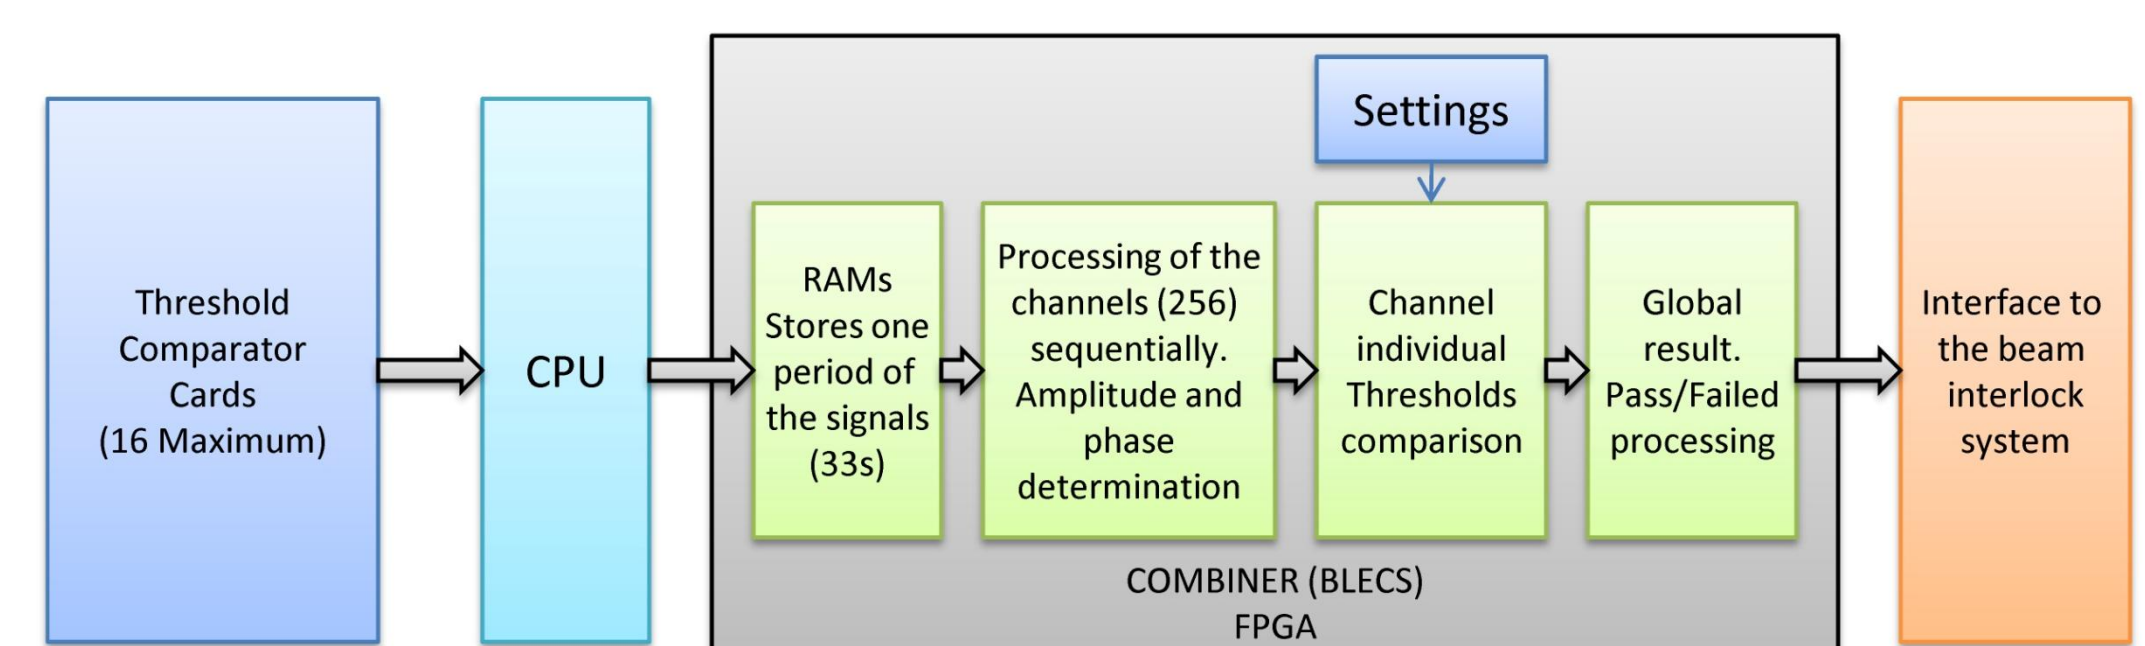 Threshold
Comparator
Cards
(16 Maximum)
CPU
Settings
RAMs
Stores one
period of
the signals
(33s)
Processing of the
channels (256)
sequentially.
Amplitude and
phase
determination
Channel
individual
Thresholds
comparison
Global
result.
Pass/Failed
processing
COMBINER (BLECS)
FPGA
Interface to
the beam
interlock
system